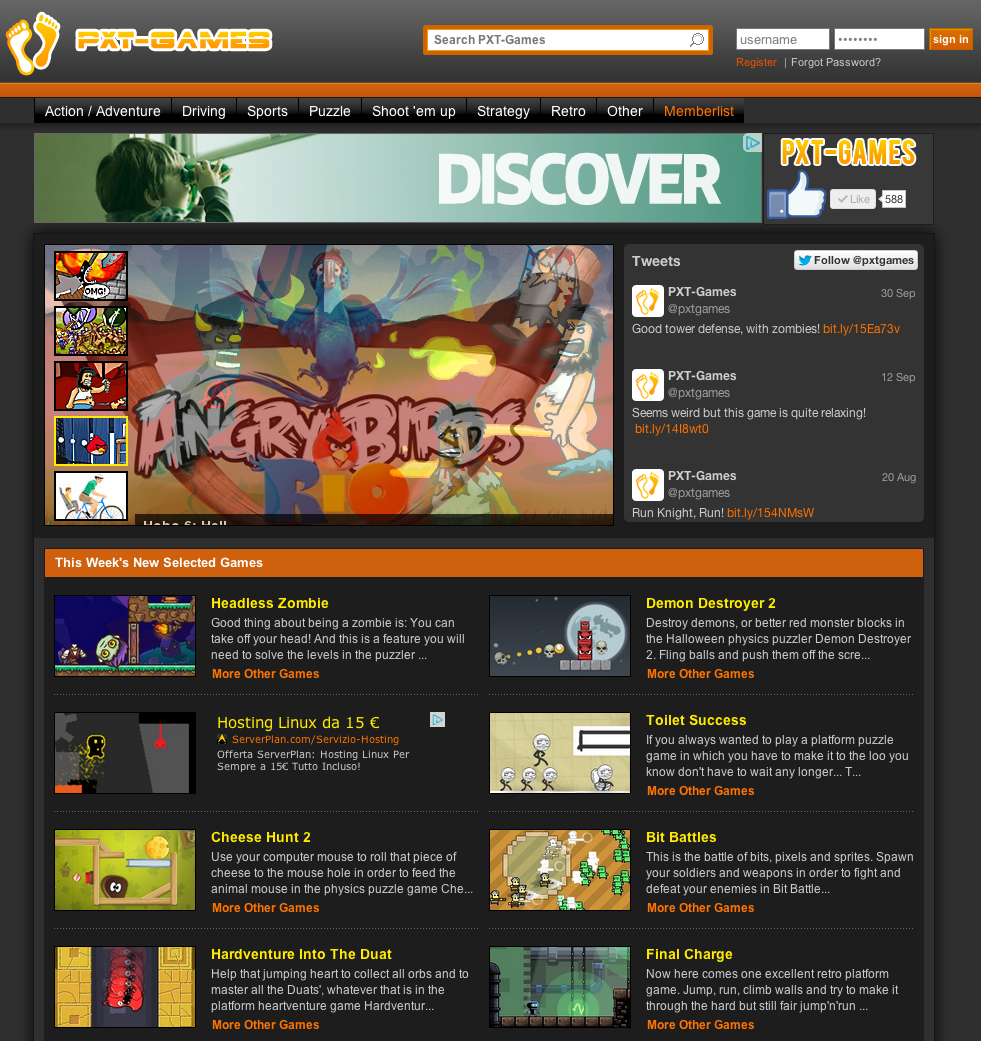 PXT-GAMES
Search PXT-Games
username
••••••••
sign in
Register | Forgot Password?
Action / Adventure
Driving
Sports
Puzzle
Shoot 'em up
Strategy
Retro
Other
Memberlist
DISCOVER
PXT-GAMES
Like
588
OMG!
ANGRY BIRDS
RIO
Hobo 6: Hell
Tweets
Follow @pxtgames
PXT-Games
30 Sep
@pxtgames
Good tower defense, with zombies! bit.ly/15Ea73v
PXT-Games
12 Sep
@pxtgames
Seems weird but this game is quite relaxing!
bit.ly/14I8wt0
PXT-Games
20 Aug
@pxtgames
Run Knight, Run! bit.ly/154NMsW
This Week's New Selected Games
Headless Zombie
Good thing about being a zombie is: You can
take off your head! And this is a feature you will
need to solve the levels in the puzzler ...
More Other Games
Demon Destroyer 2
Destroy demons, or better red monster blocks in
the Halloween physics puzzler Demon Destroyer
2. Fling balls and push them off the scre...
More Other Games
Hosting Linux da 15 €
ServerPlan.com/Servizio-Hosting
Offerta ServerPlan: Hosting Linux Per
Sempre a 15€ Tutto Incluso!
Toilet Success
If you always wanted to play a platform puzzle
game in which you have to make it to the loo you
know don't have to wait any longer... T...
More Other Games
Cheese Hunt 2
Use your computer mouse to roll that piece of
cheese to the mouse hole in order to feed the
animal mouse in the physics puzzle game Che...
More Other Games
Bit Battles
This is the battle of bits, pixels and sprites. Spawn
your soldiers and weapons in order to fight and
defeat your enemies in Bit Battle...
More Other Games
Hardventure Into The Duat
Help that jumping heart to collect all orbs and to
master all the Duats', whatever that is in the
platform heartventure game Hardventur...
More Other Games
Final Charge
Now here comes one excellent retro platform
game. Jump, run, climb walls and try to make it
through the hard but still fair jump'n'run ...
More Other Games